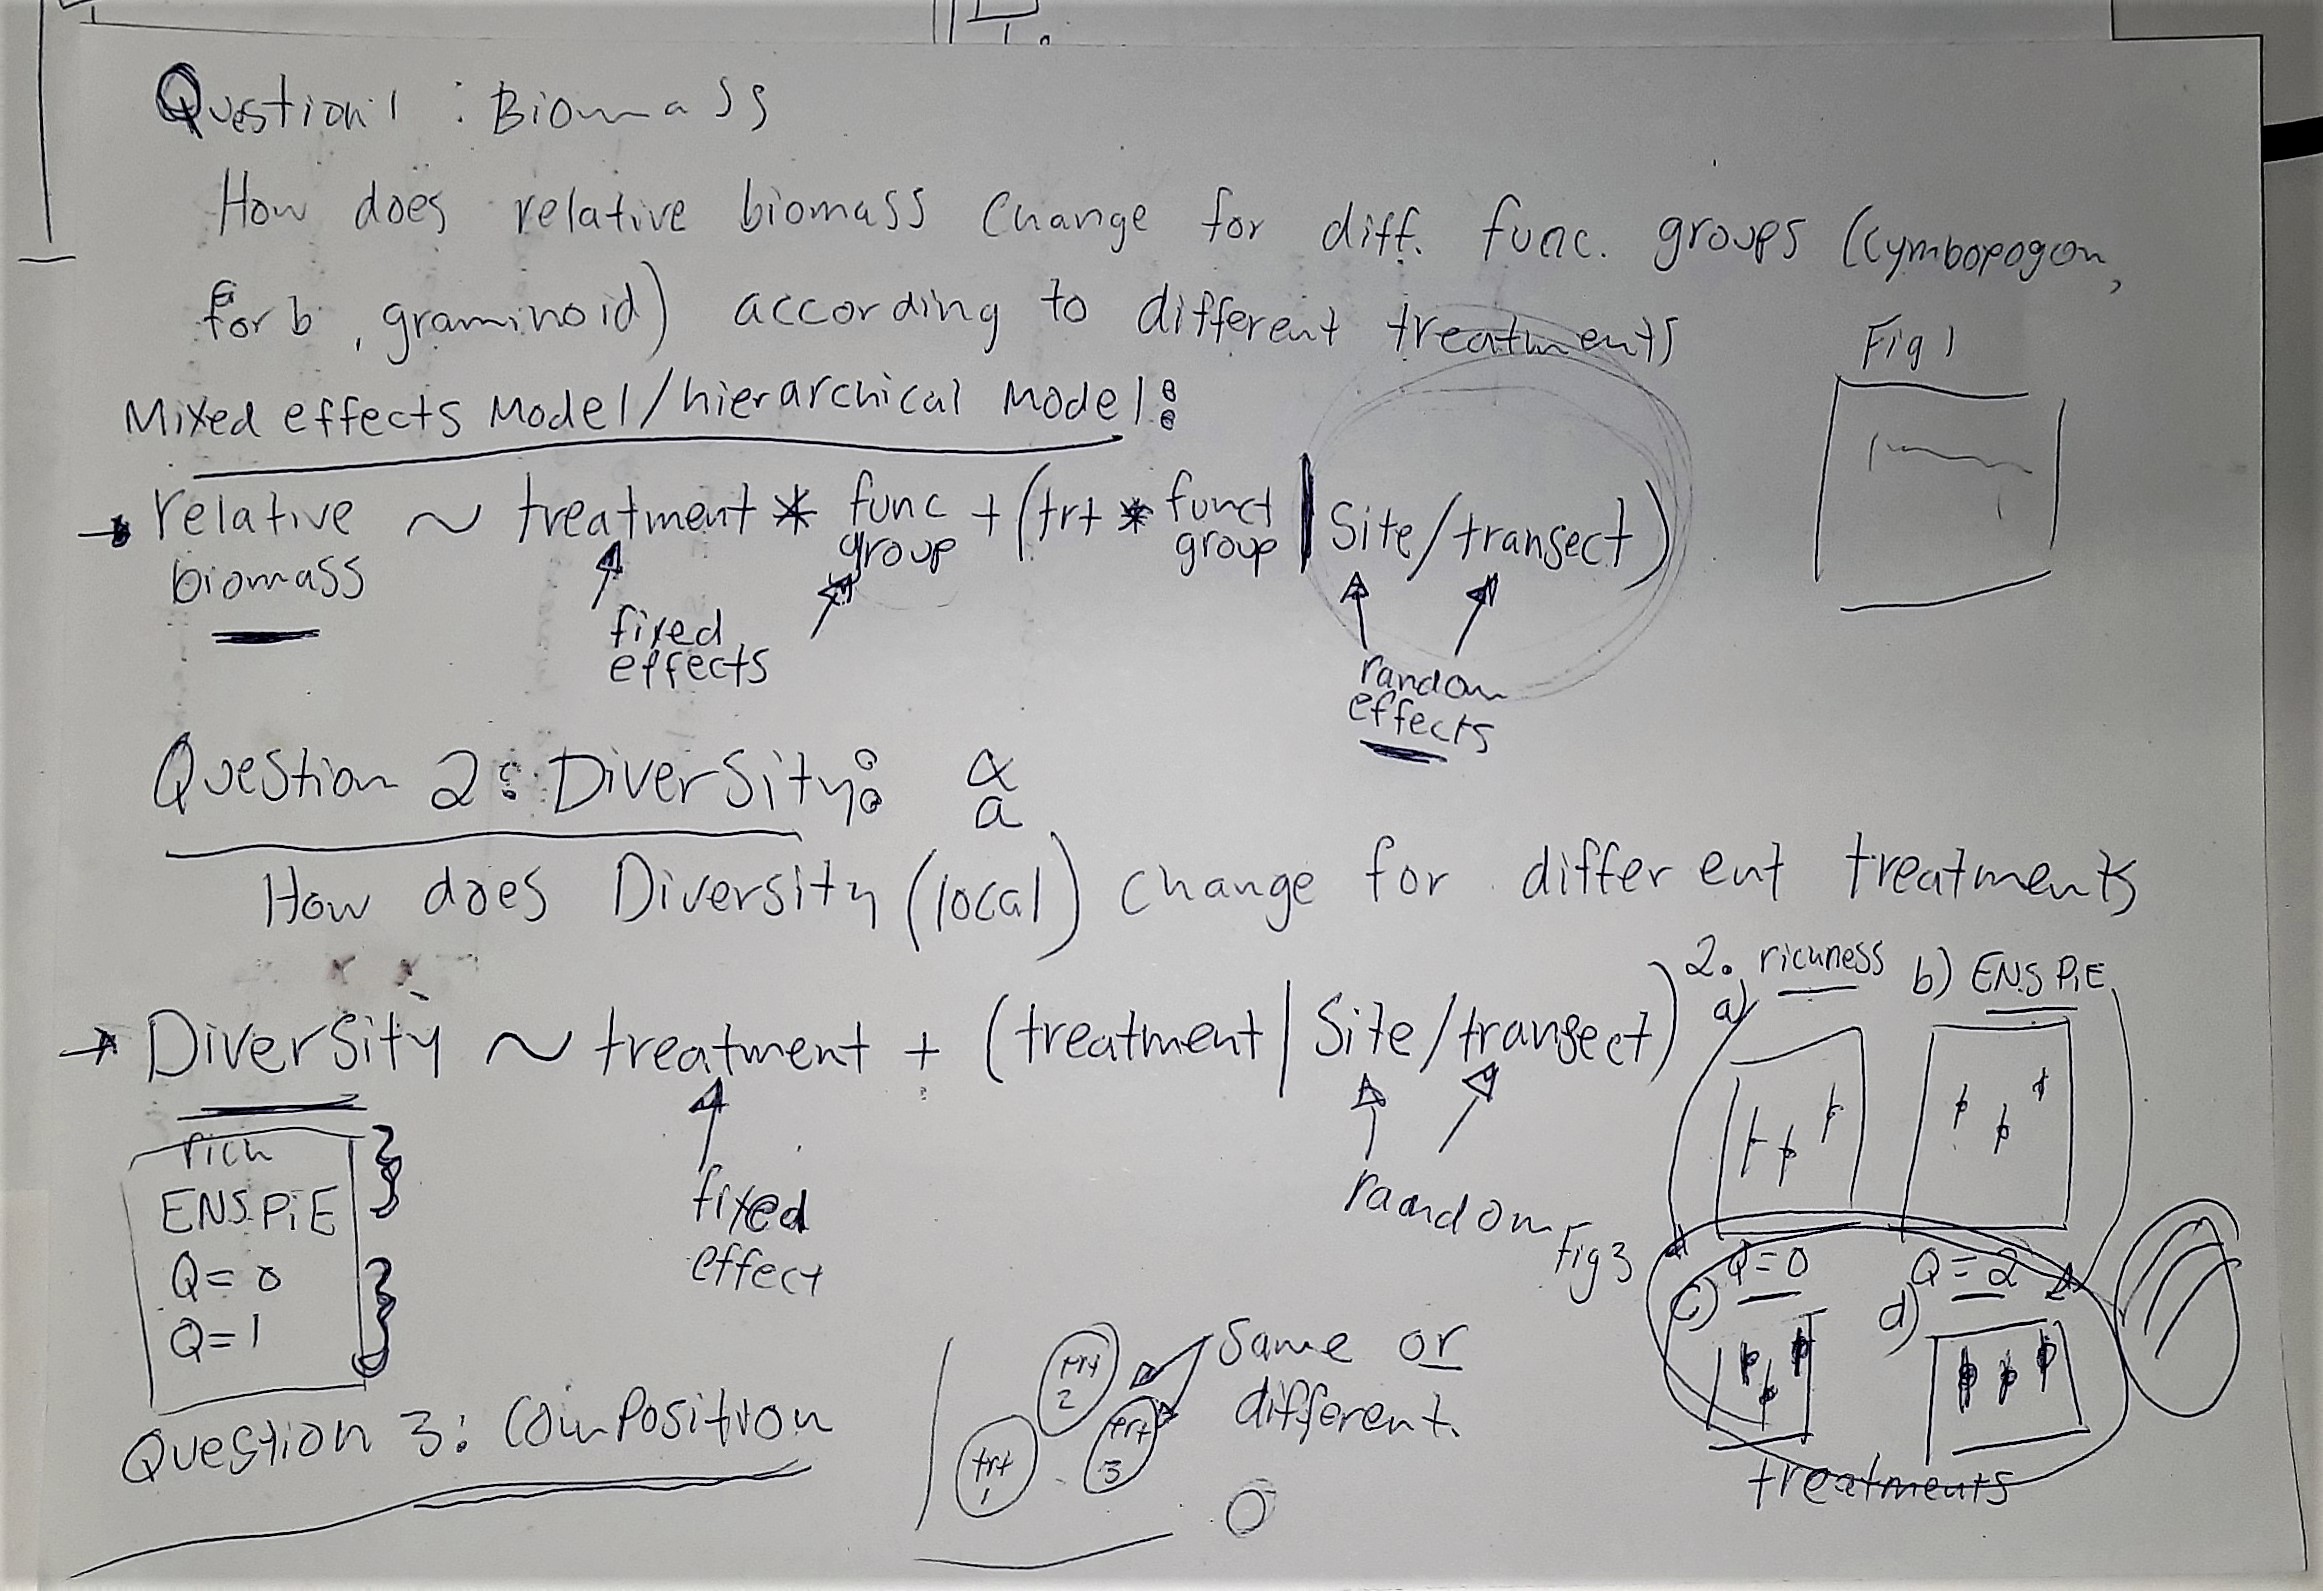 Question 1 : Biomass
How does relative biomass change for diff. func. groups (cymbopogon,
forb, graminoid) according to different treatments
Fig 1
Mixed effects Model/hierarchical Model:
→ relative biomass ~ treatment * func group + (trt * funct group | Site/transect)
fixed effects
random effects
Question 2: Diversity: α
a
How does Diversity (local) change for different treatments
→ Diversity ~ treatment + (treatment | Site/transect)
fixed effect
raandom
rich
ENS PiE
Q=0
Q=1
2. richness
a)
b) ENS PiE
Fig 3
c) Q=0
d) Q=2
treatments
Question 3: Composition
trt 1
trt 2
trt 3
Same or
different.